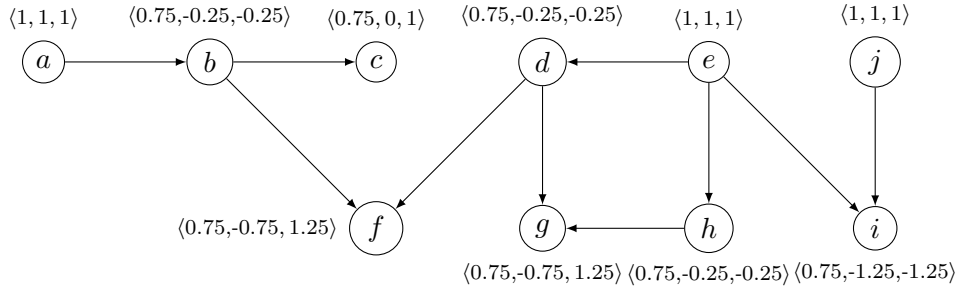 ⟨1, 1, 1⟩ ⟨0.75,-0.25,-0.25⟩ ⟨0.75, 0, 1⟩ ⟨0.75,-0.25,-0.25⟩ ⟨1, 1, 1⟩ ⟨1, 1, 1⟩
a b c d e j
⟨0.75,-0.75, 1.25⟩ f g h i
⟨0.75,-0.75, 1.25⟩ ⟨0.75,-0.25,-0.25⟩ ⟨0.75,-1.25,-1.25⟩